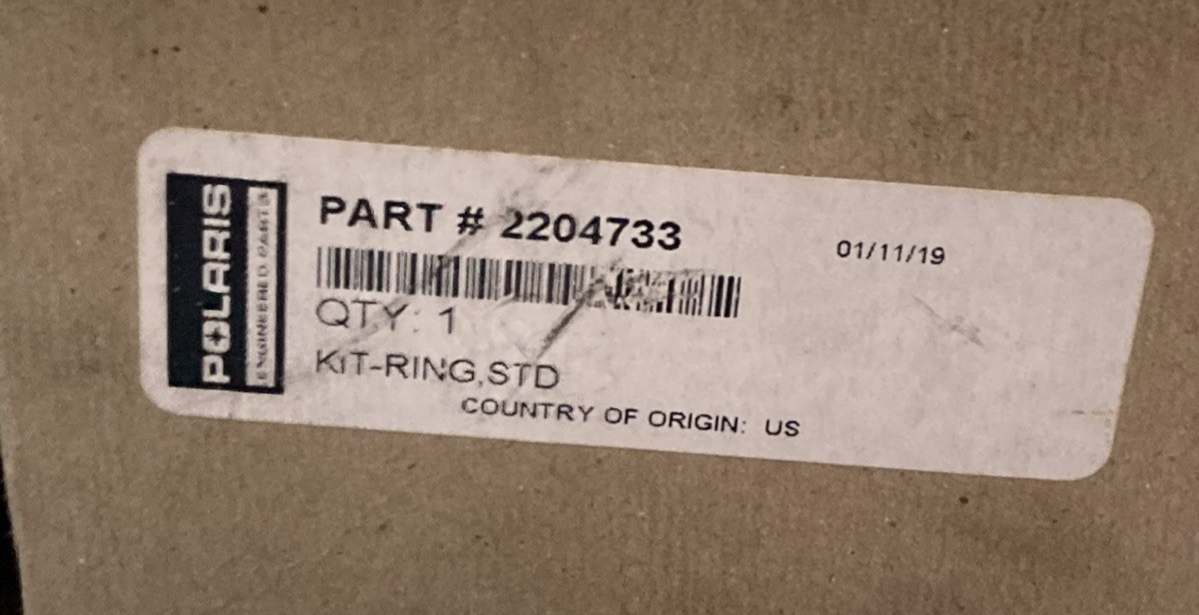 POLARIS
ENGINEERED PARTS
PART # 2204733
01/11/19
QTY: 1
KIT-RING,STD
COUNTRY OF ORIGIN: US